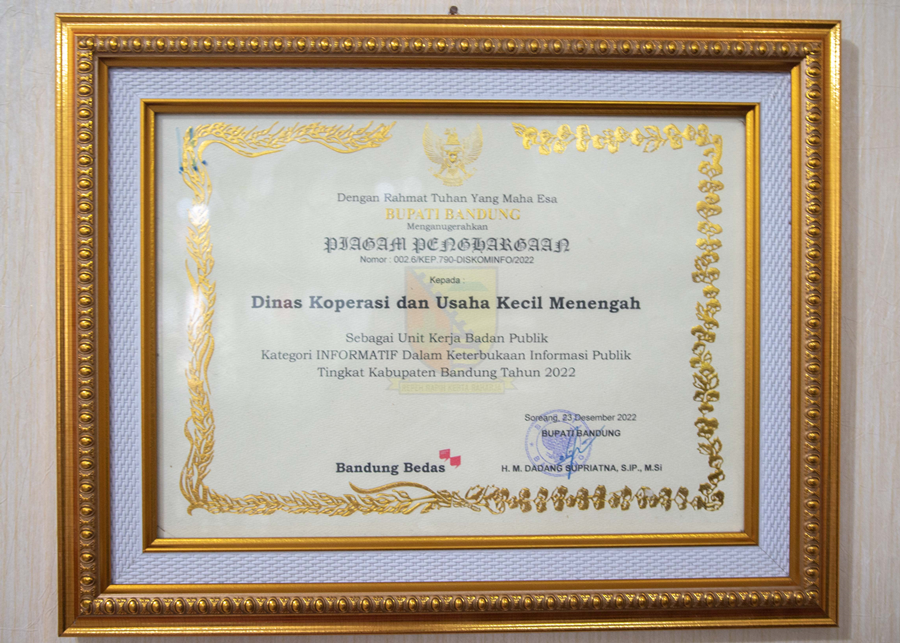 Dengan Rahmat Tuhan Yang Maha Esa
BUPATI BANDUNG
Menganugerahkan
PIAGAM PENGHARGAAN
Nomor : 002.6/KEP.790-DISKOMINFO/2022
Kepada :
Dinas Koperasi dan Usaha Kecil Menengah
Sebagai Unit Kerja Badan Publik
Kategori INFORMATIF Dalam Keterbukaan Informasi Publik
Tingkat Kabupaten Bandung Tahun 2022
Soreang, 23 Desember 2022
BUPATI BANDUNG
Bandung Bedas
H. M. DADANG SUPRIATNA, S.IP., M.Si